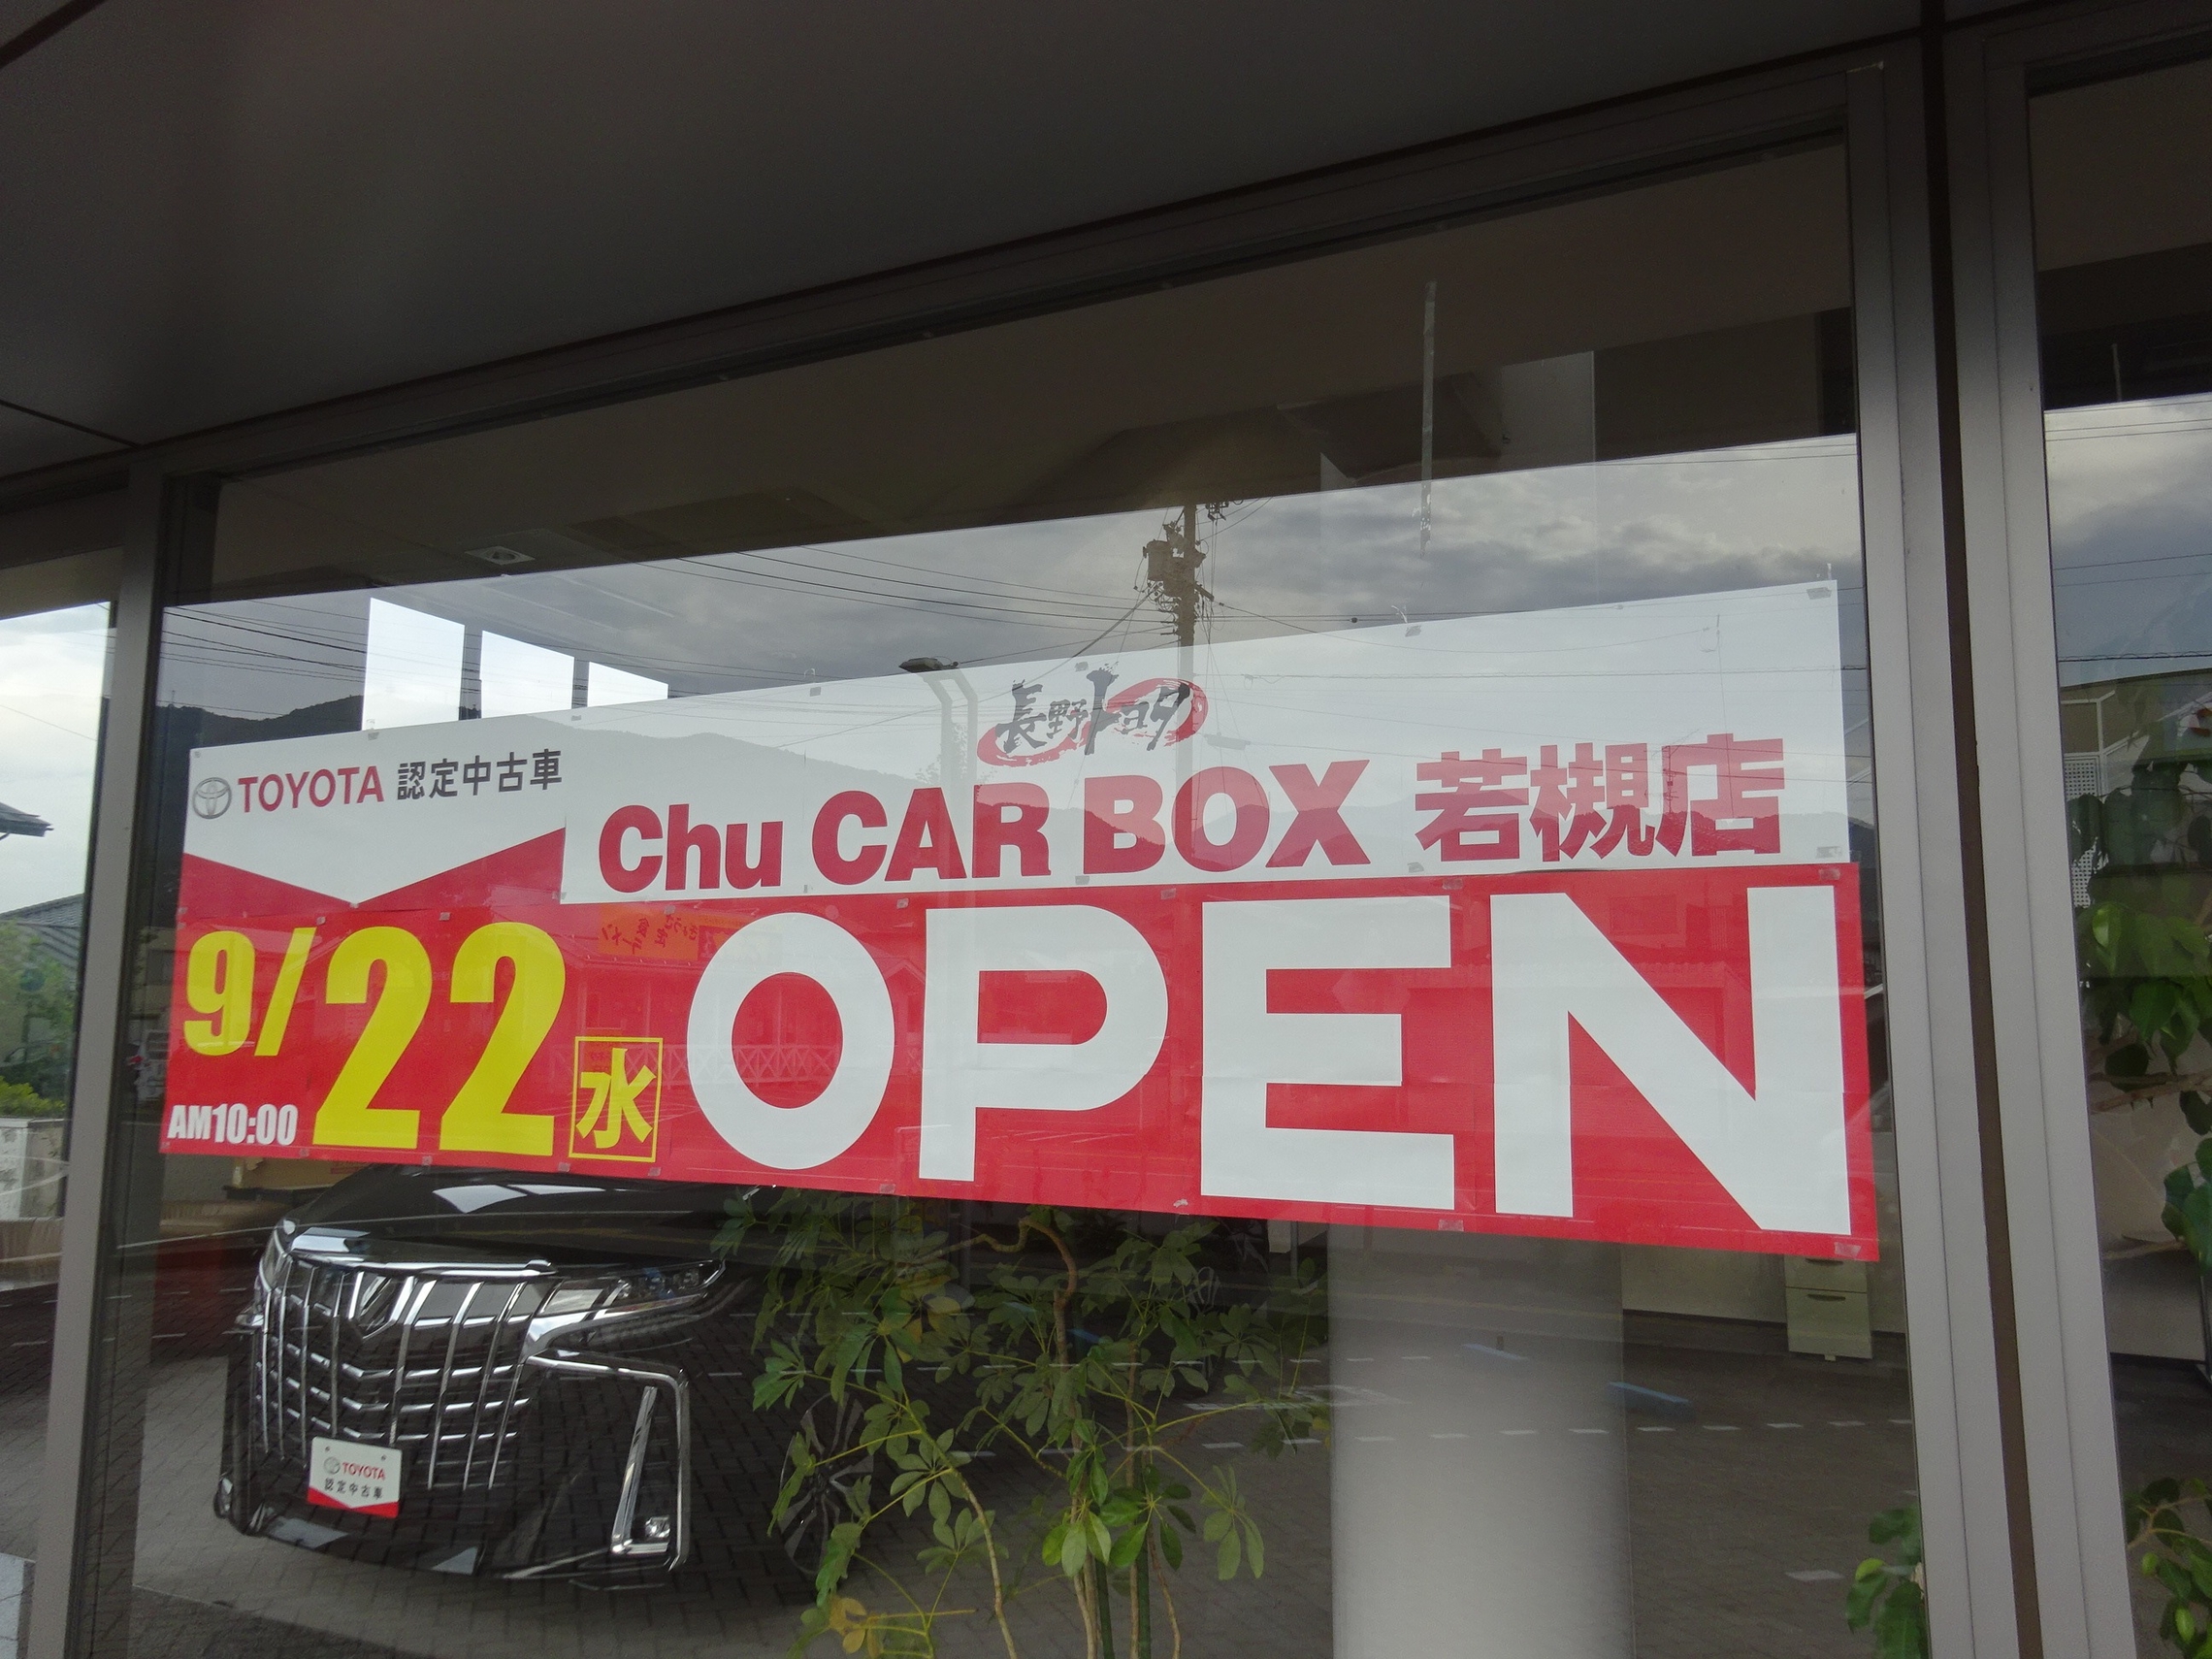 長野トヨタ
TOYOTA 認定中古車
Chu CAR BOX 若槻店
9/22 水 OPEN
AM10:00
TOYOTA
認定中古車